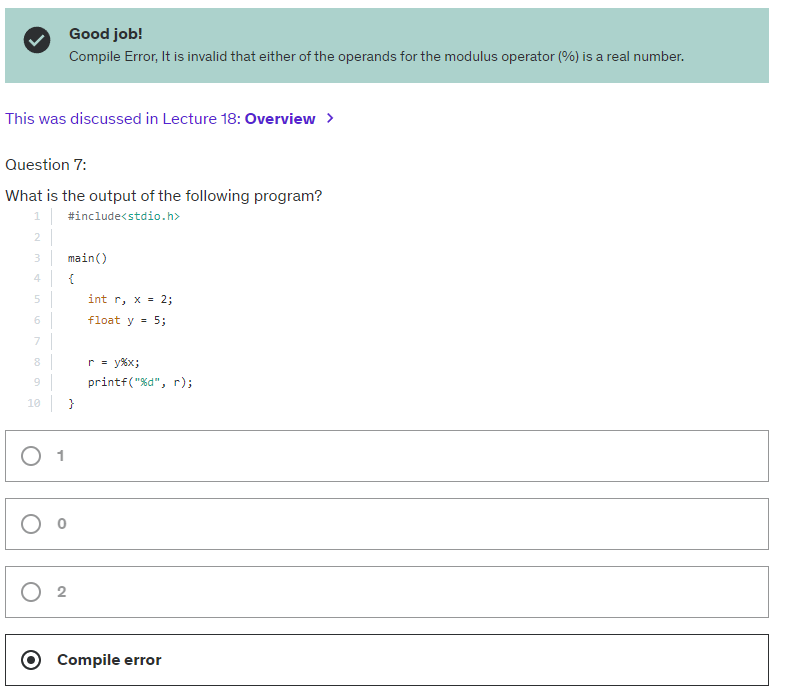 Good job!
Compile Error, It is invalid that either of the operands for the modulus operator (%) is a real number.
This was discussed in Lecture 18: Overview >
Question 7:
What is the output of the following program?
1 #include<stdio.h>
2
3 main()
4 {
5 int r, x = 2;
6 float y = 5;
7
8 r = y%x;
9 printf("%d", r);
10 }
1
0
2
Compile error